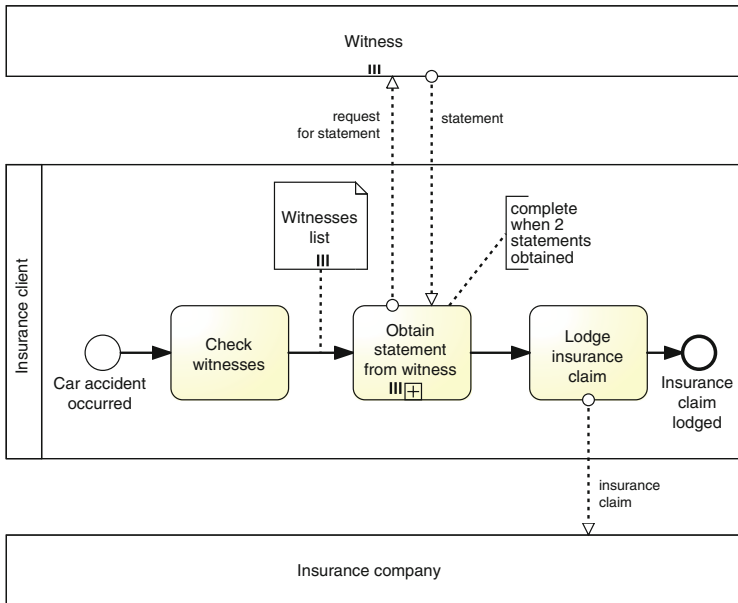 Witness
request
for statement
statement
Insurance client
Witnesses
list
complete
when 2
statements
obtained
Car accident
occurred
Check
witnesses
Obtain
statement
from witness
Lodge
insurance
claim
Insurance
claim
lodged
insurance
claim
Insurance company